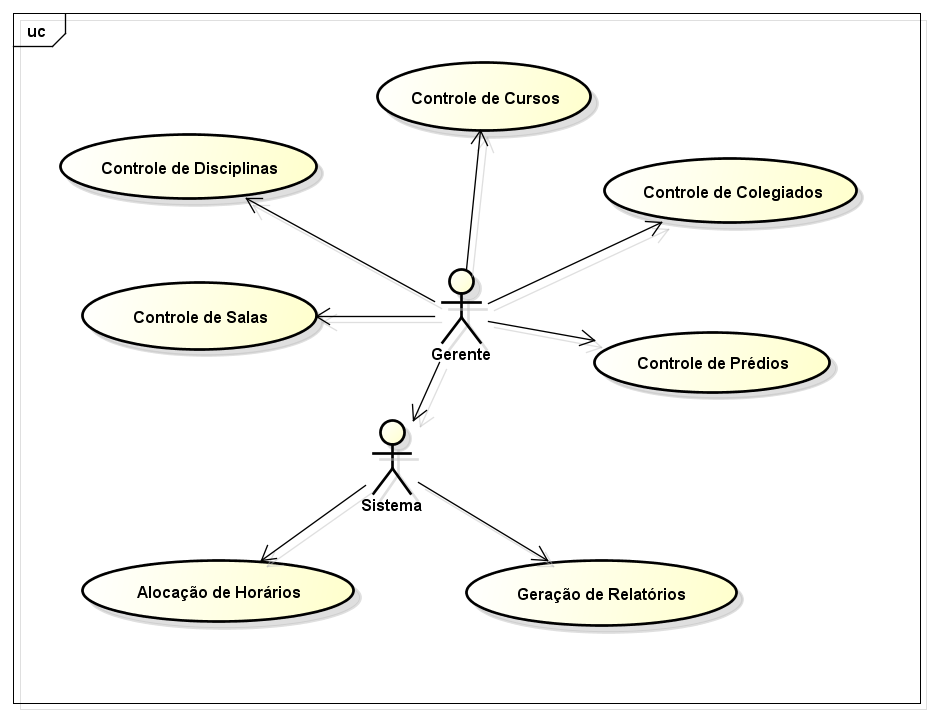 uc
Controle de Cursos
Controle de Disciplinas
Controle de Colegiados
Controle de Salas
Gerente
Controle de Prédios
Sistema
Alocação de Horários
Geração de Relatórios